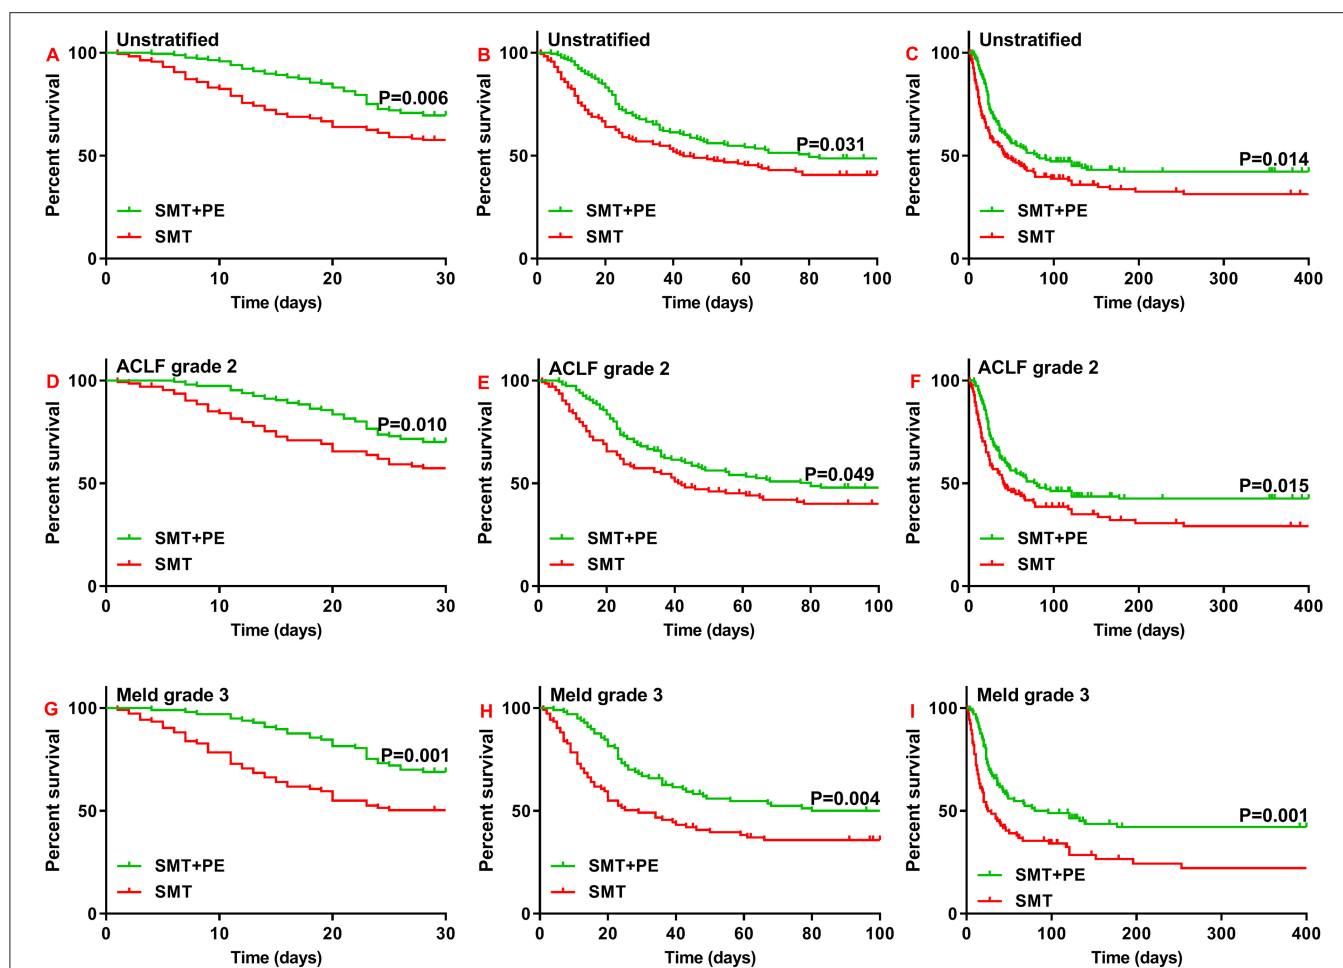 A
Unstratified
Percent survival
100
50
0
P=0.006
SMT+PE
SMT
0 10 20 30
Time (days)
B
Unstratified
Percent survival
100
50
0
P=0.031
SMT+PE
SMT
0 20 40 60 80 100
Time (days)
C
Unstratified
Percent survival
100
50
0
P=0.014
SMT+PE
SMT
0 100 200 300 400
Time (days)
D
ACLF grade 2
Percent survival
100
50
0
P=0.010
SMT+PE
SMT
0 10 20 30
Time (days)
E
ACLF grade 2
Percent survival
100
50
0
P=0.049
SMT+PE
SMT
0 20 40 60 80 100
Time (days)
F
ACLF grade 2
Percent survival
100
50
0
P=0.015
SMT+PE
SMT
0 100 200 300 400
Time (days)
G
Meld grade 3
Percent survival
100
50
0
P=0.001
SMT+PE
SMT
0 10 20 30
Time (days)
H
Meld grade 3
Percent survival
100
50
0
P=0.004
SMT+PE
SMT
0 20 40 60 80 100
Time (days)
I
Meld grade 3
Percent survival
100
50
0
P=0.001
SMT+PE
SMT
0 100 200 300 400
Time (days)